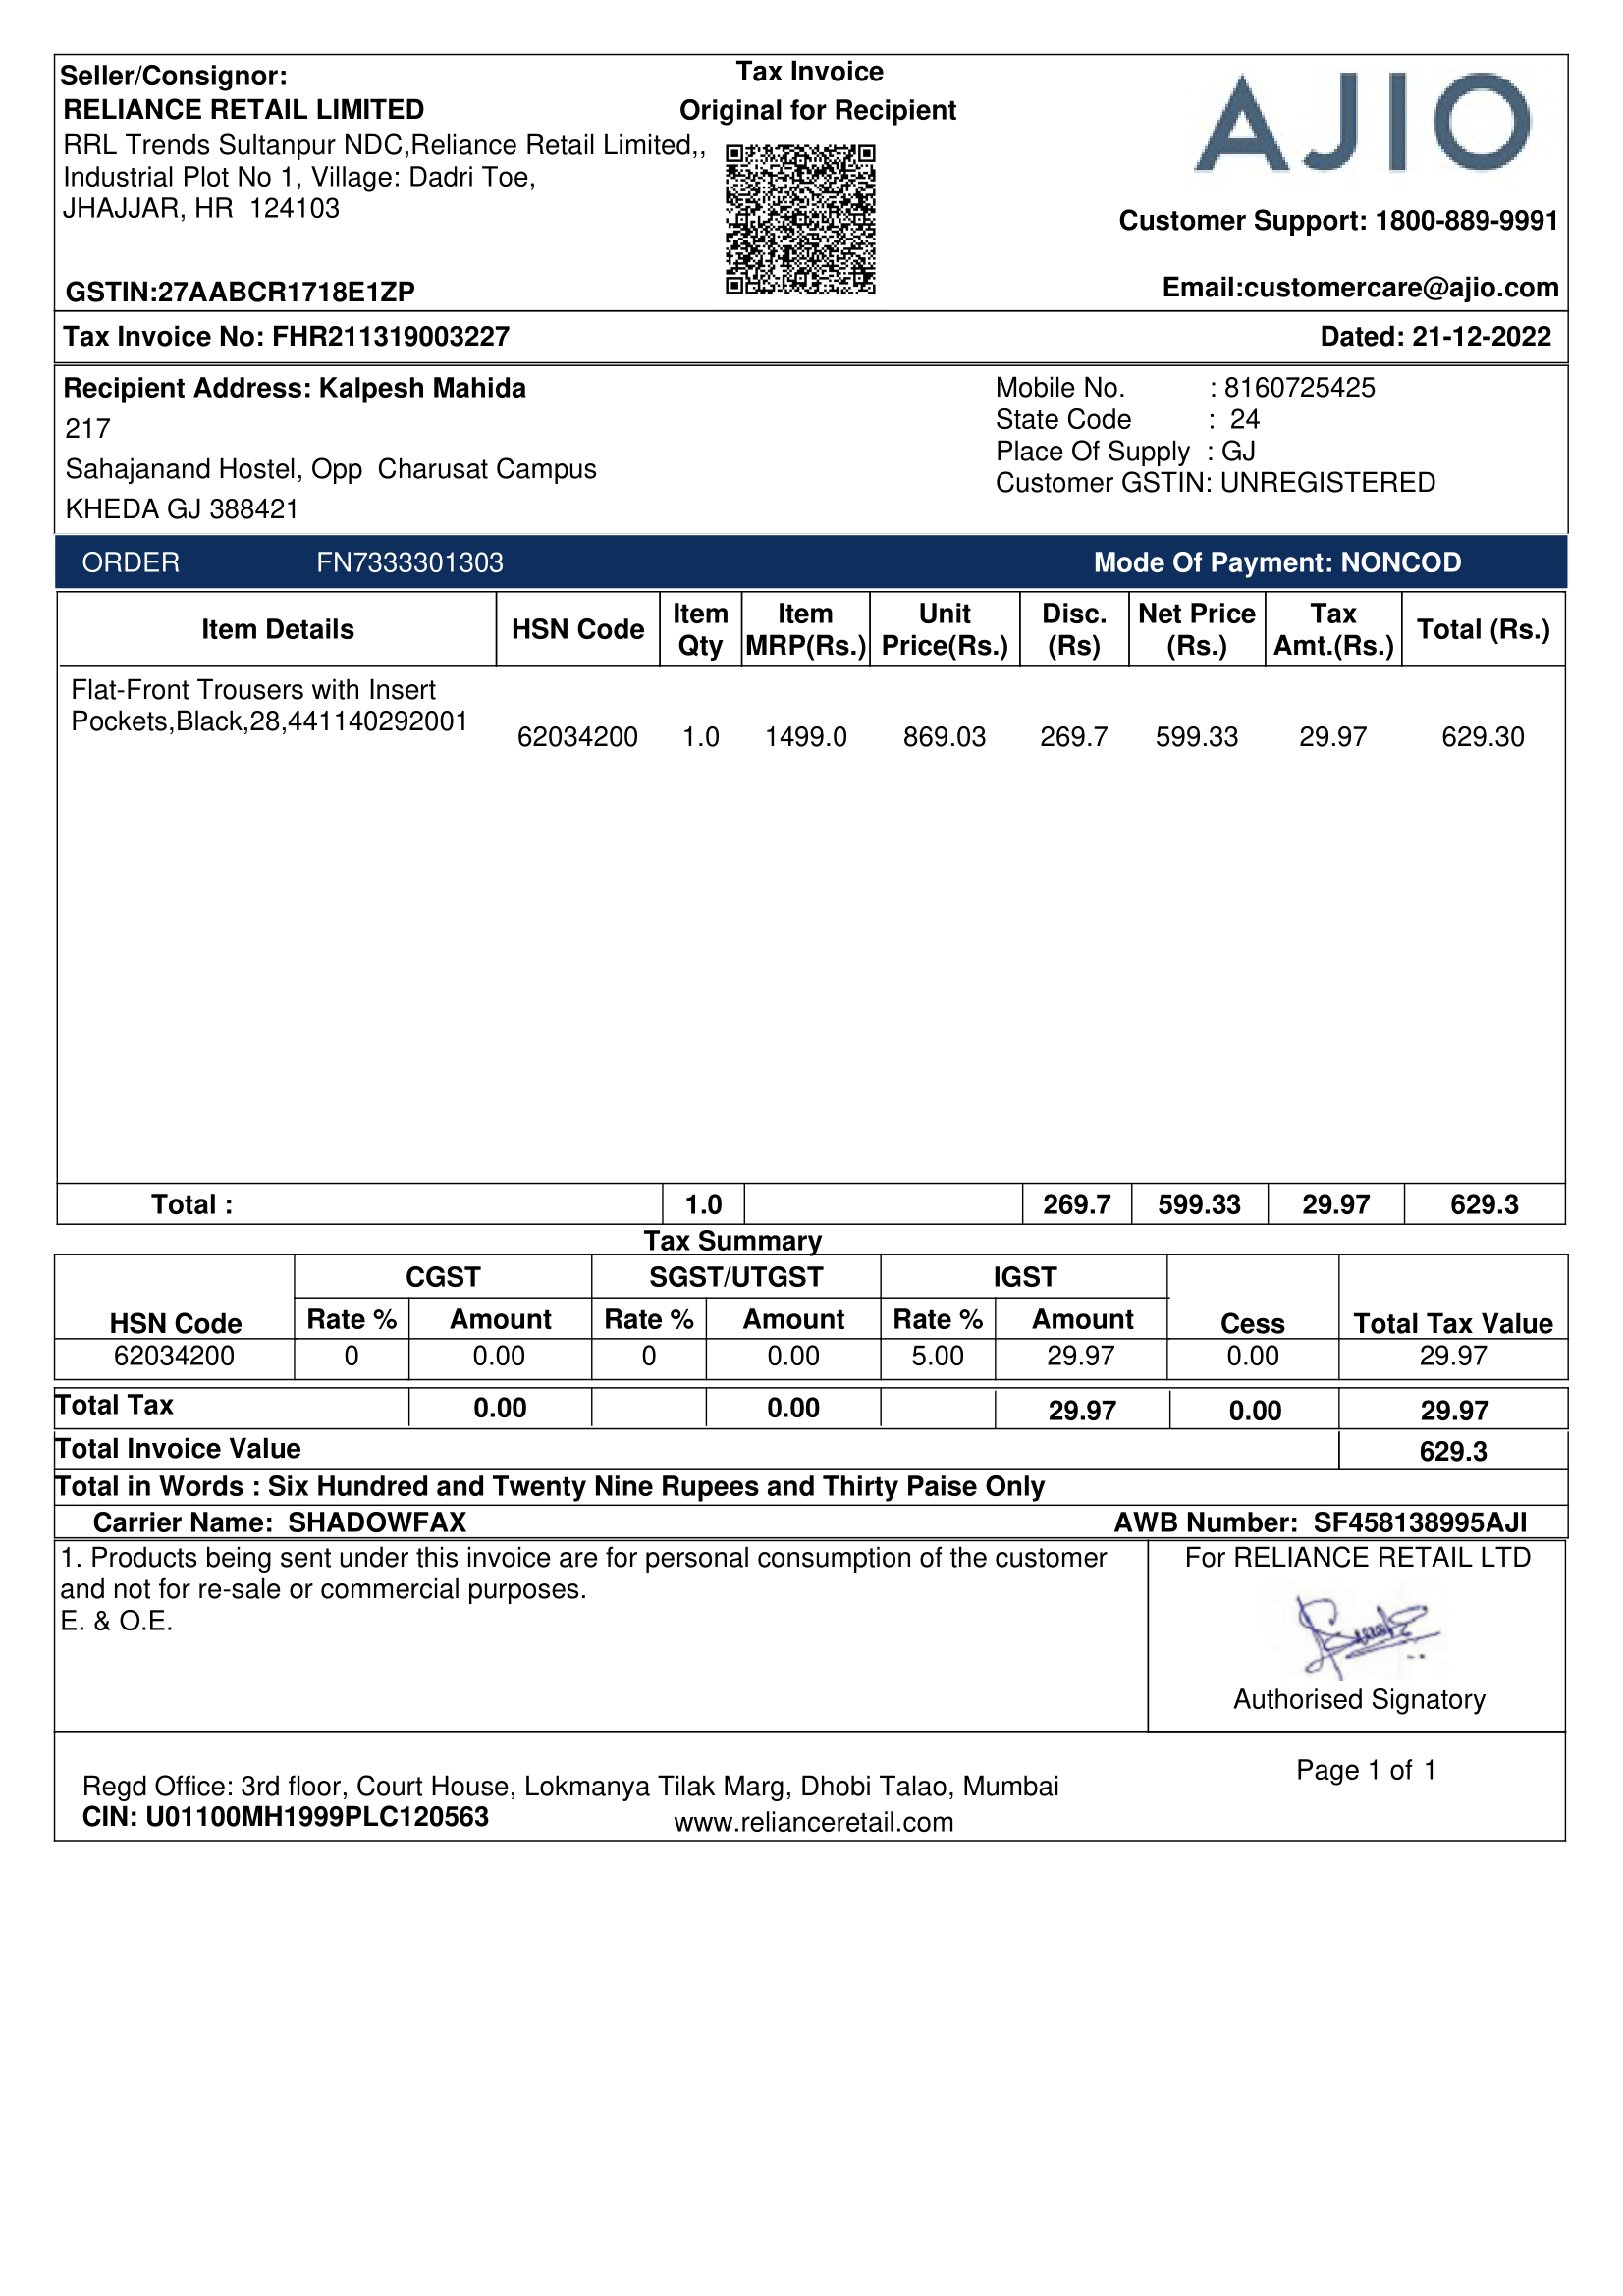 Seller/Consignor:
RELIANCE RETAIL LIMITED
RRL Trends Sultanpur NDC,Reliance Retail Limited,,
Industrial Plot No 1, Village: Dadri Toe,
JHAJJAR, HR 124103
GSTIN:27AABCR1718E1ZP
Tax Invoice
Original for Recipient
AJIO
Customer Support: 1800-889-9991
Email:customercare@ajio.com
Tax Invoice No: FHR211319003227
Dated: 21-12-2022
Recipient Address: Kalpesh Mahida
217
Sahajanand Hostel, Opp Charusat Campus
KHEDA GJ 388421
Mobile No. : 8160725425
State Code : 24
Place Of Supply : GJ
Customer GSTIN: UNREGISTERED
ORDER FN7333301303 Mode Of Payment: NONCOD
Item Details HSN Code Item Qty Item MRP(Rs.) Unit Price(Rs.) Disc. (Rs) Net Price (Rs.) Tax Amt.(Rs.) Total (Rs.)
Flat-Front Trousers with Insert
Pockets,Black,28,441140292001
62034200 1.0 1499.0 869.03 269.7 599.33 29.97 629.30
Total : 1.0 269.7 599.33 29.97 629.3
Tax Summary
CGST SGST/UTGST IGST
HSN Code Rate % Amount Rate % Amount Rate % Amount Cess Total Tax Value
62034200 0 0.00 0 0.00 5.00 29.97 0.00 29.97
Total Tax 0.00 0.00 29.97 0.00 29.97
Total Invoice Value 629.3
Total in Words : Six Hundred and Twenty Nine Rupees and Thirty Paise Only
Carrier Name: SHADOWFAX AWB Number: SF458138995AJI
1. Products being sent under this invoice are for personal consumption of the customer
and not for re-sale or commercial purposes.
E. & O.E.
For RELIANCE RETAIL LTD
Authorised Signatory
Page 1 of 1
Regd Office: 3rd floor, Court House, Lokmanya Tilak Marg, Dhobi Talao, Mumbai
CIN: U01100MH1999PLC120563
www.relianceretail.com